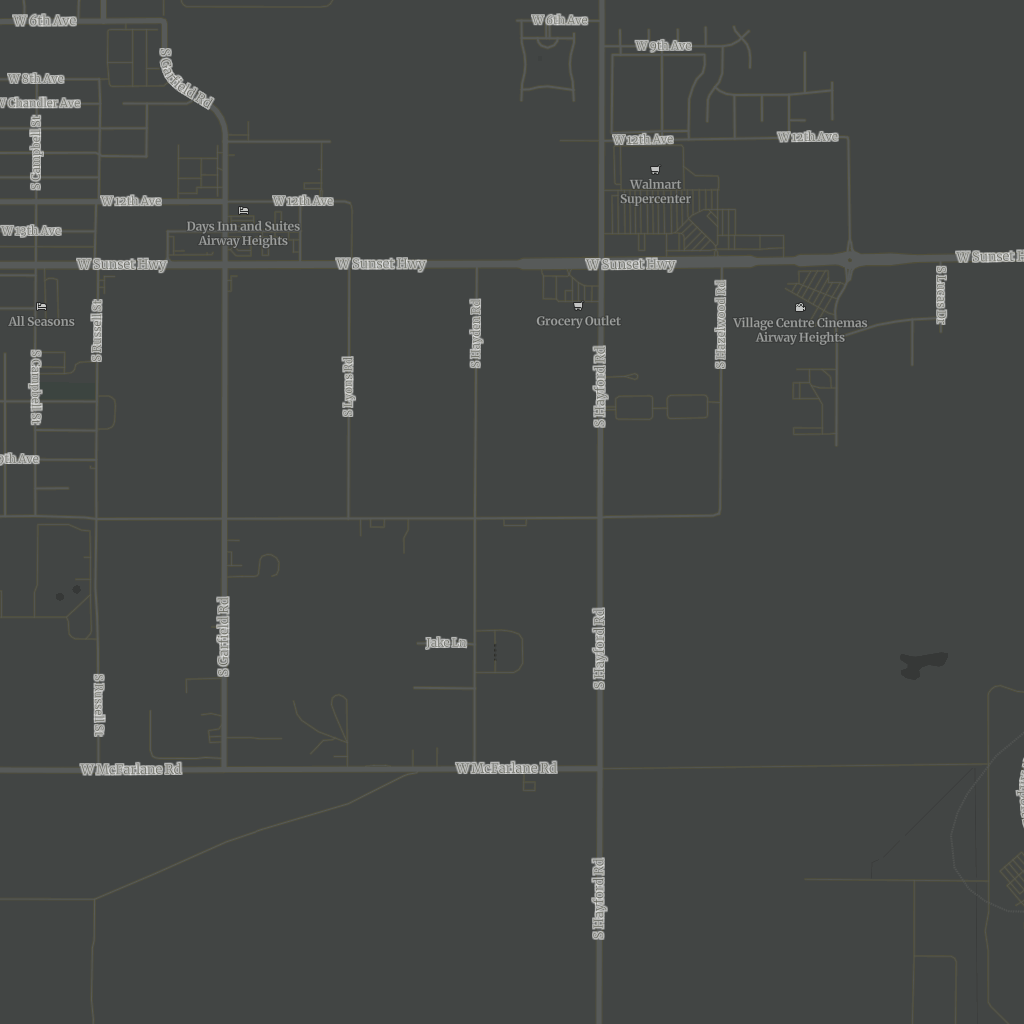 W 6th Ave
W 6th Ave
W 9th Ave
S Garfield Rd
W 8th Ave
W Chandler Ave
S Campbell St
W 12th Ave
W 12th Ave
Walmart
Supercenter
W 12th Ave
W 12th Ave
Days Inn and Suites
Airway Heights
W 13th Ave
W Sunset Hwy
W Sunset Hwy
W Sunset Hwy
W Sunset H
S Lucas Dr
All Seasons
S Russell St
S Hayden Rd
Grocery Outlet
S Hazelwood Rd
Village Centre Cinemas
Airway Heights
S Campbell St
S Lyons Rd
S Hayford Rd
9th Ave
S Garfield Rd
Jake Ln
S Hayford Rd
S Russell St
W McFarlane Rd
W McFarlane Rd
S Hayford Rd